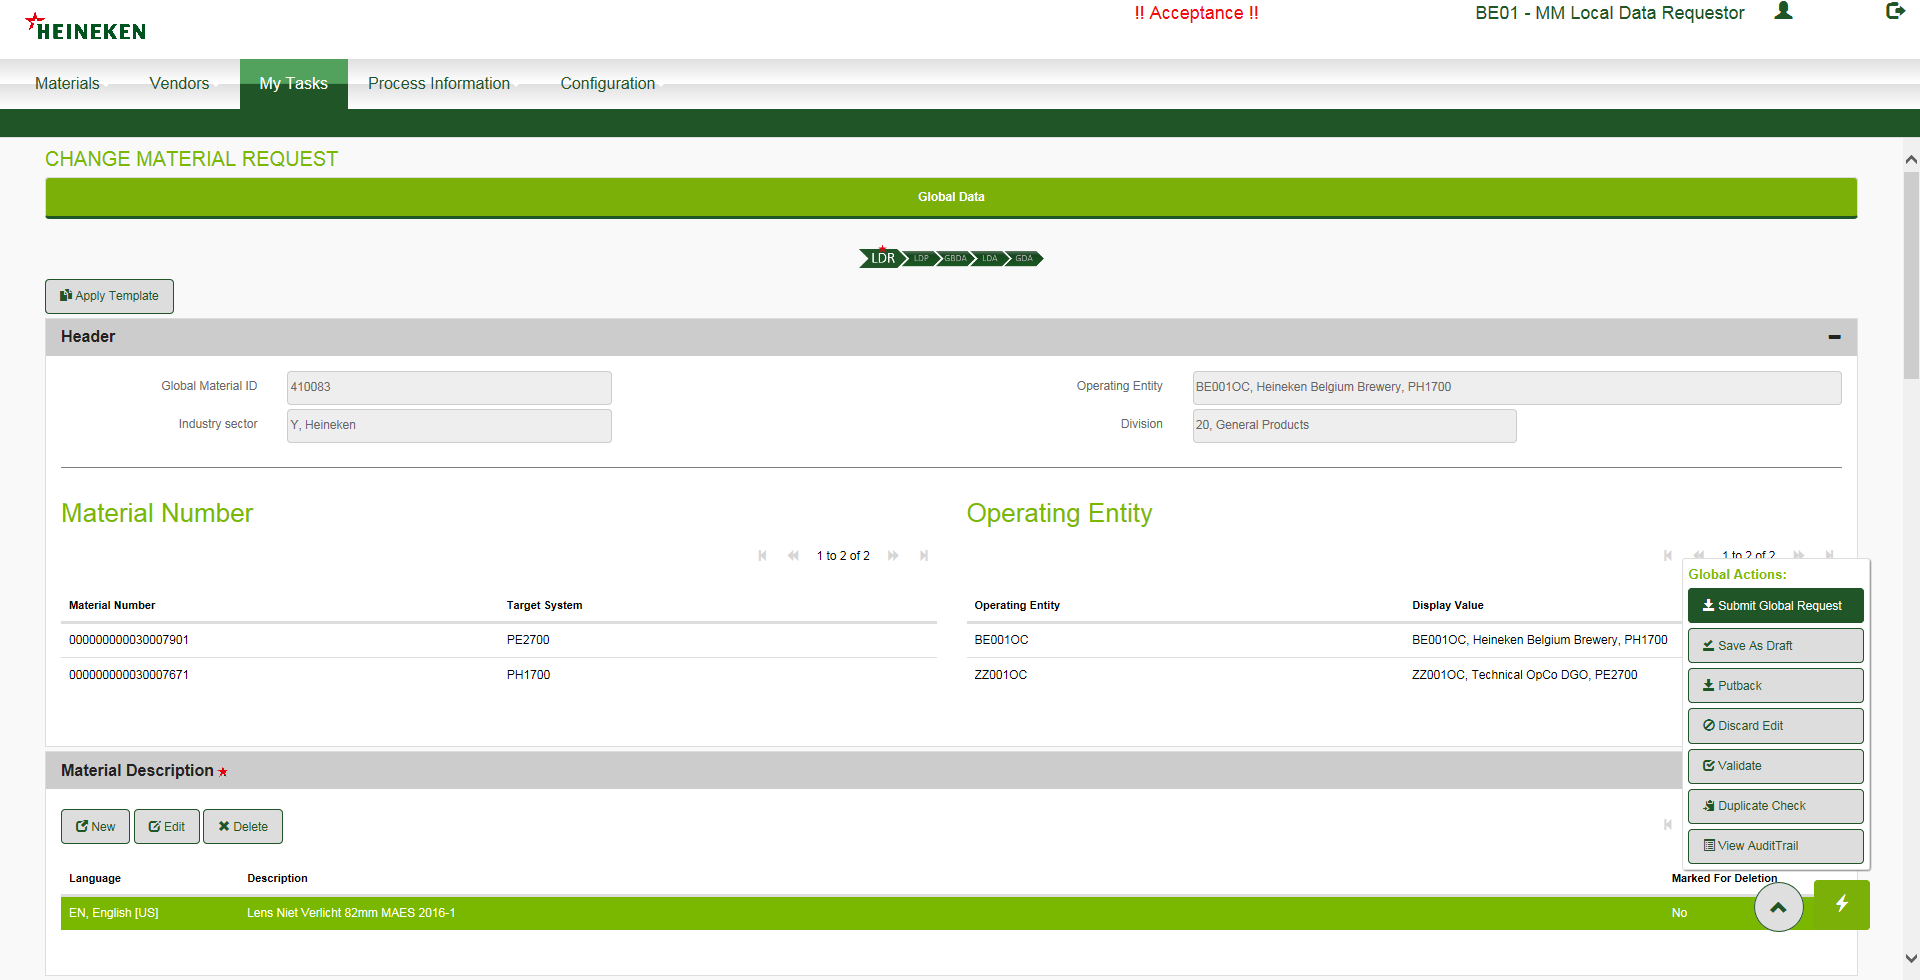 HEINEKEN
!! Acceptance !!
BE01 - MM Local Data Requestor
Materials
Vendors
My Tasks
Process Information
Configuration
CHANGE MATERIAL REQUEST
Global Data
LDR
LDP
GBDA
LDA
GDA
Apply Template
Header
Global Material ID
410083
Operating Entity
BE001OC, Heineken Belgium Brewery, PH1700
Industry sector
Y, Heineken
Division
20, General Products
Material Number
Operating Entity
1 to 2 of 2
1 to 2 of 2
Global Actions:
Material Number
Target System
Operating Entity
Display Value
Submit Global Request
000000000030007901
PE2700
BE001OC
BE001OC, Heineken Belgium Brewery, PH1700
Save As Draft
000000000030007671
PH1700
ZZ001OC
ZZ001OC, Technical OpCo DGO, PE2700
Putback
Discard Edit
Material Description
Validate
Duplicate Check
New
Edit
Delete
View AuditTrail
Language
Description
Marked For Deletion
EN, English [US]
Lens Niet Verlicht 82mm MAES 2016-1
No